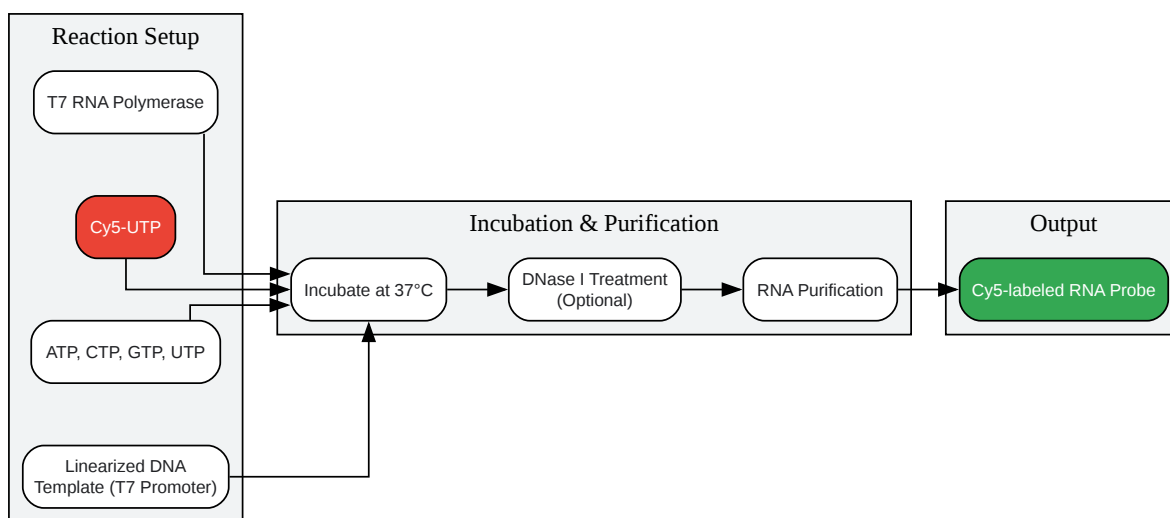 Reaction Setup
T7 RNA Polymerase
Cy5-UTP
ATP, CTP, GTP, UTP
Linearized DNA
Template (T7 Promoter)
Incubation & Purification
Incubate at 37°C
DNase I Treatment
(Optional)
RNA Purification
Output
Cy5-labeled RNA Probe